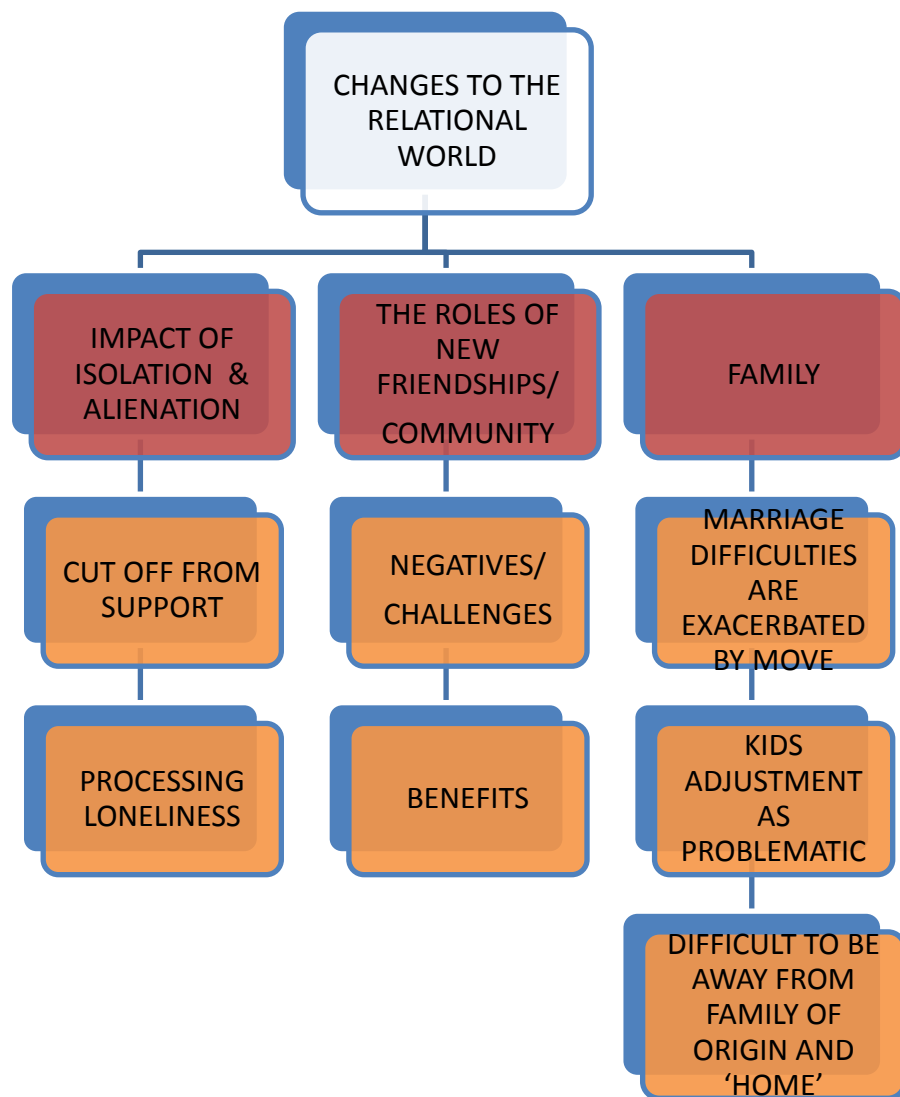 CHANGES TO THE
RELATIONAL
WORLD
IMPACT OF
ISOLATION & 
ALIENATION
THE ROLES OF
NEW
FRIENDSHIPS/
COMMUNITY
FAMILY
CUT OFF FROM
SUPPORT
NEGATIVES/
CHALLENGES
MARRIAGE
DIFFICULTIES
ARE
EXACERBATED
BY MOVE
PROCESSING
LONELINESS
BENEFITS
KIDS
ADJUSTMENT
AS
PROBLEMATIC
DIFFICULT TO BE
AWAY FROM
FAMILY OF
ORIGIN AND
‘HOME’